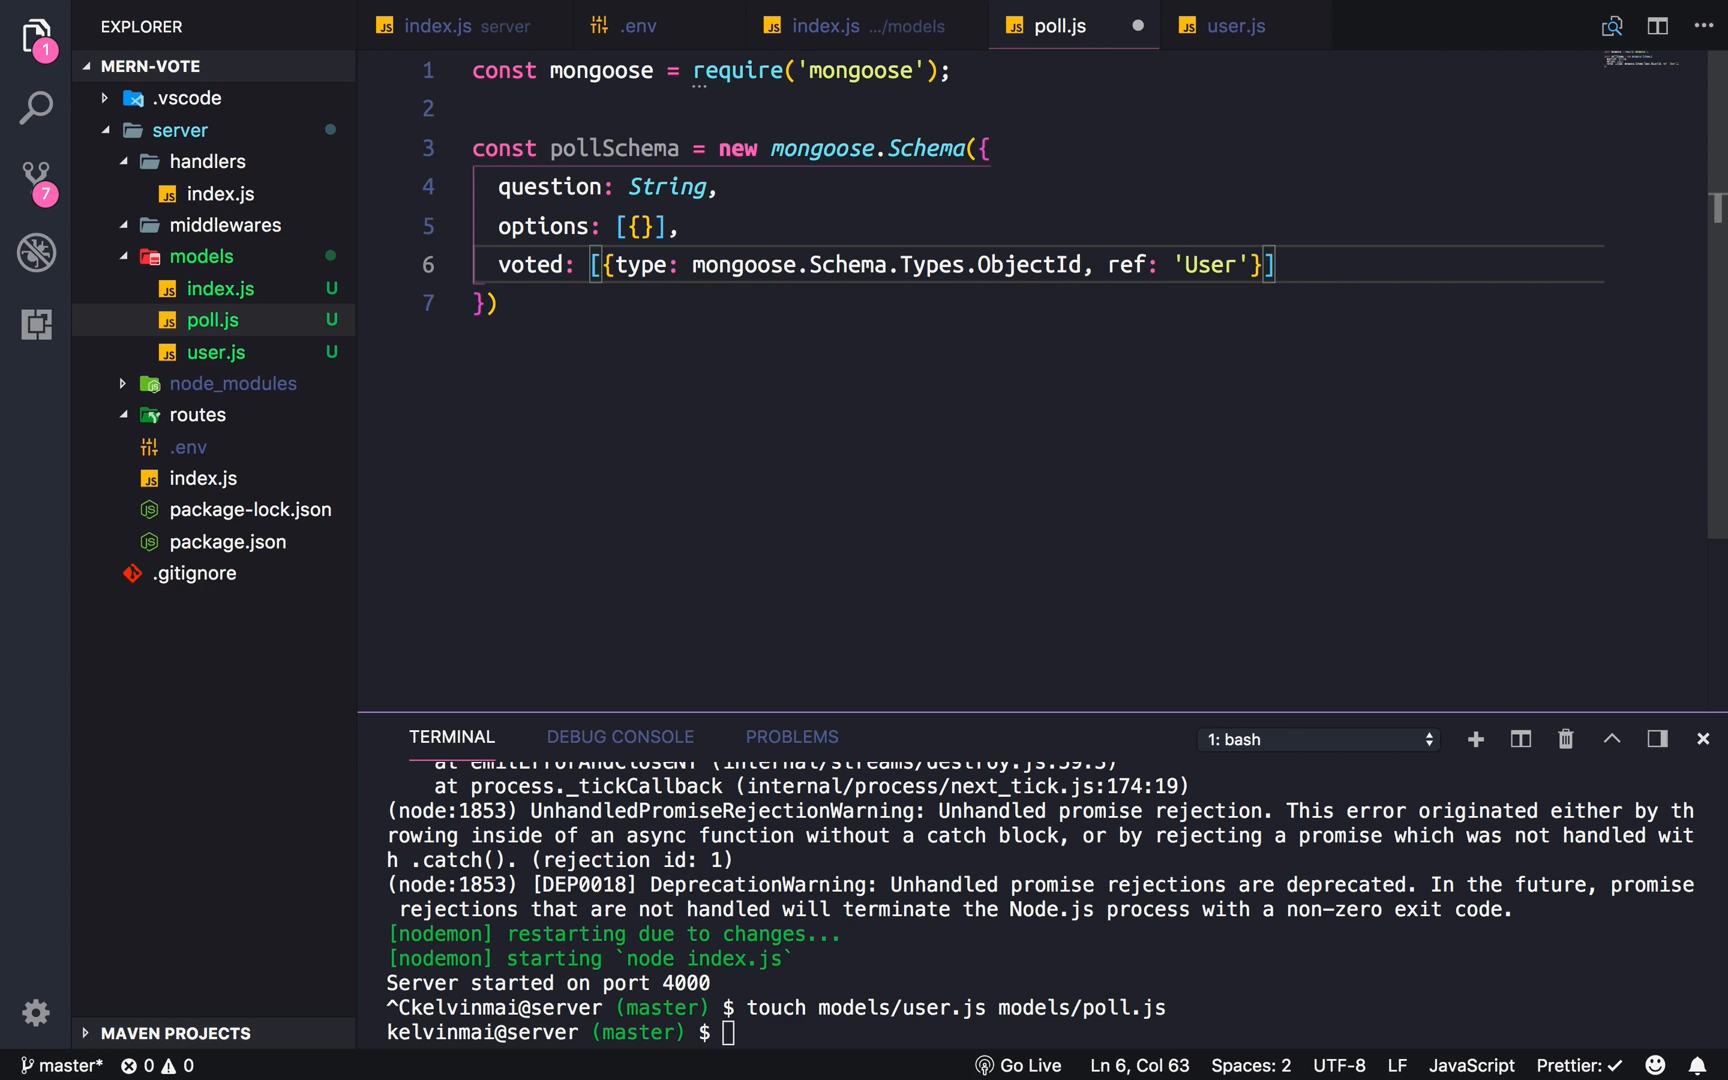 EXPLORER
index.js server
.env
index.js .../models
poll.js
user.js
MERN-VOTE
.vscode
server
handlers
index.js
middlewares
models
index.js U
poll.js U
user.js U
node_modules
routes
.env
index.js
package-lock.json
package.json
.gitignore
MAVEN PROJECTS
1
7
1 const mongoose = require('mongoose');
2
3 const pollSchema = new mongoose.Schema({
4 question: String,
5 options: [{}],
6 voted: [{type: mongoose.Schema.Types.ObjectId, ref: 'User'}]
7 })
TERMINAL DEBUG CONSOLE PROBLEMS 1: bash
at process._tickCallback (internal/process/next_tick.js:174:19)
(node:1853) UnhandledPromiseRejectionWarning: Unhandled promise rejection. This error originated either by th
rowing inside of an async function without a catch block, or by rejecting a promise which was not handled wit
h .catch(). (rejection id: 1)
(node:1853) [DEP0018] DeprecationWarning: Unhandled promise rejections are deprecated. In the future, promise
rejections that are not handled will terminate the Node.js process with a non-zero exit code.
[nodemon] restarting due to changes...
[nodemon] starting `node index.js`
Server started on port 4000
^Ckelvinmai@server (master) $ touch models/user.js models/poll.js
kelvinmai@server (master) $
master* 0 0 Go Live Ln 6, Col 63 Spaces: 2 UTF-8 LF JavaScript Prettier: ✓